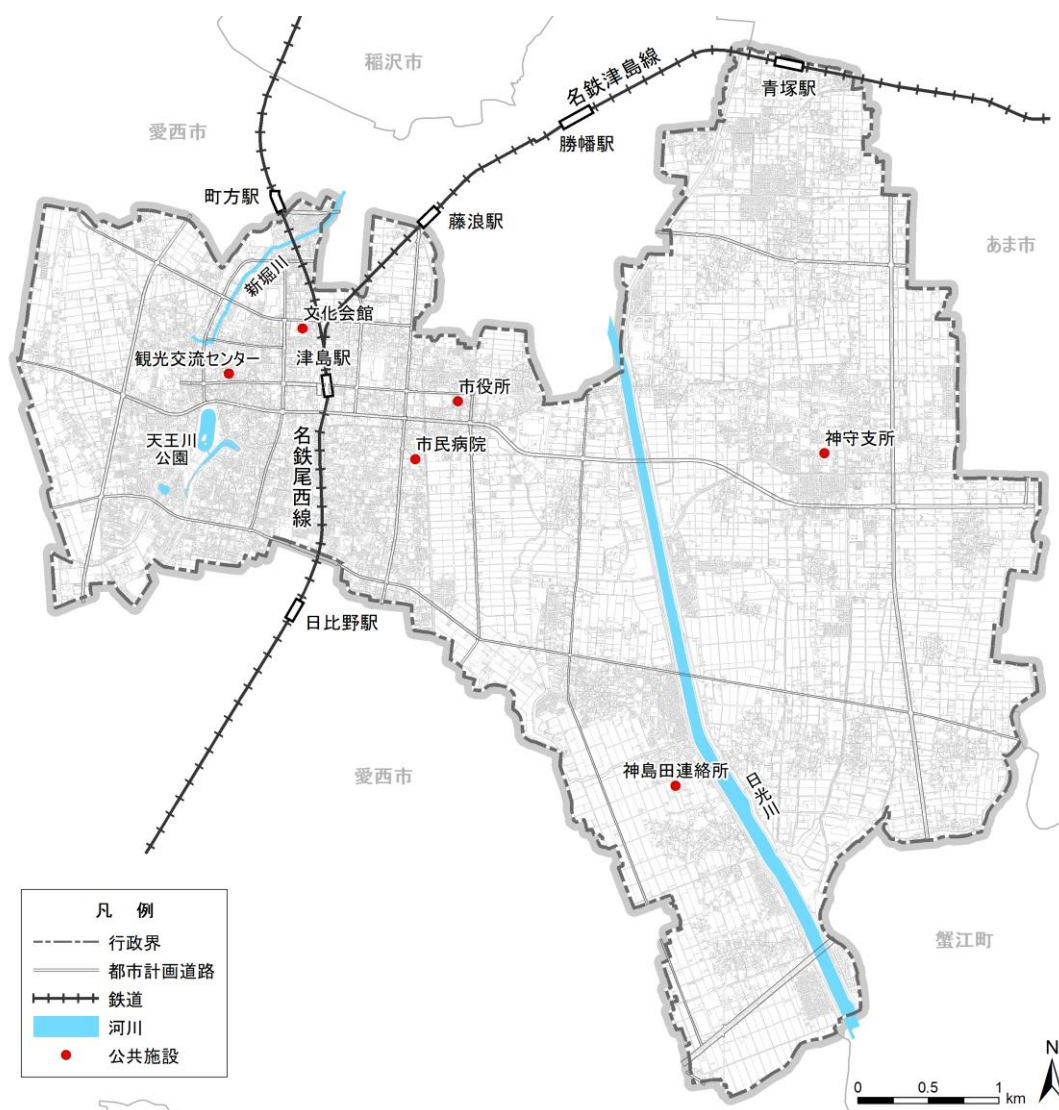 稲沢市
名鉄津島線
青塚駅
愛西市
勝幡駅
町方駅
藤浪駅
あま市
新堀川
文化会館
観光交流センター
津島駅
市役所
天王川
公園
名鉄尾西線
市民病院
神守支所
日比野駅
愛西市
神島田連絡所
日光川
蟹江町
凡 例
行政界
都市計画道路
鉄道
河川
公共施設
N
0 0.5 1
km